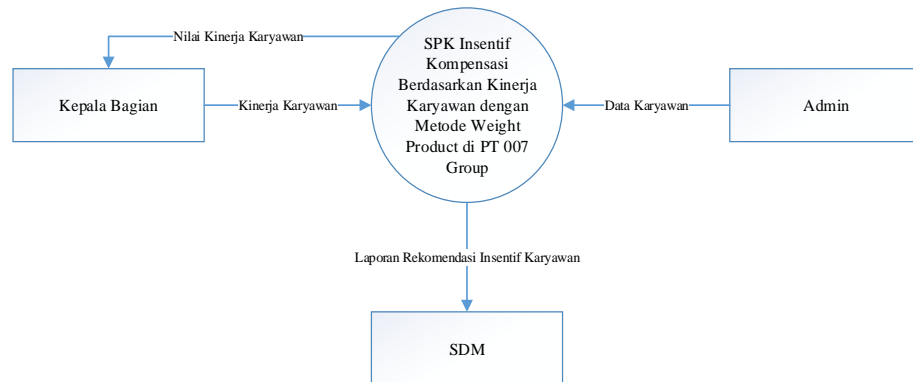 Nilai Kinerja Karyawan
SPK Insentif
Kompensasi
Berdasarkan Kinerja
Karyawan dengan
Metode Weight
Product di PT 007
Group
Kepala Bagian
Kinerja Karyawan
Data Karyawan
Admin
Laporan Rekomendasi Insentif Karyawan
SDM